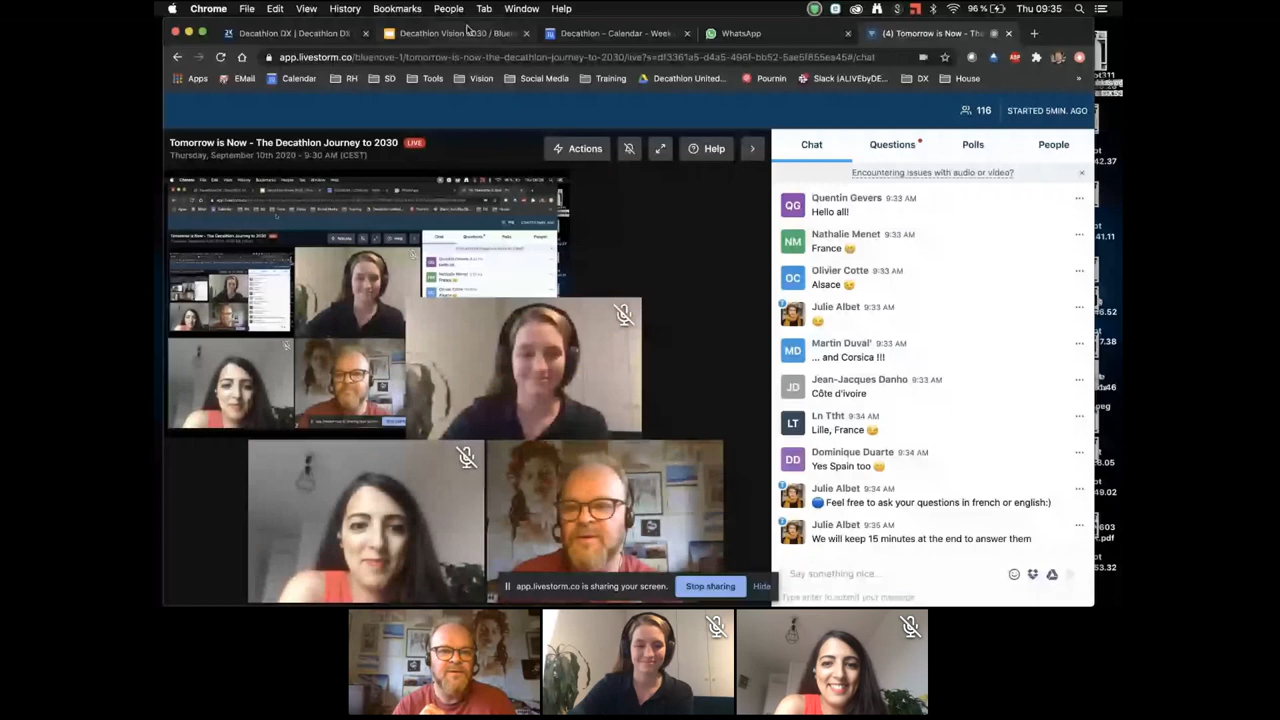 Chrome File Edit View History Bookmarks People Tab Window Help
96 % Thu 09:35
Decathlon DX | Decathlon DX
Decathlon Vision 2030 / Bluen
Decathlon – Calendar - Week
WhatsApp
(4) Tomorrow is Now - The
app.livestorm.co/bluenove-1/tomorrow-is-now-the-decathlon-journey-to-2030/live?s=df3361a5-d4a5-496f-bb52-5ae5f855ea45#/chat
Apps EMail Calendar RH SD Tools Vision Social Media Training Decathlon United... Pournin Slack |ALIVEbyDE... DX House »
116 STARTED 5MIN. AGO
Tomorrow is Now - The Decathlon Journey to 2030 LIVE
Thursday, September 10th 2020 - 9:30 AM (CEST)
Actions
Help
Chat Questions Polls People
Encountering issues with audio or video?
QG Quentin Gevers 9:33 AM
Hello all!
NM Nathalie Menet 9:33 AM
France 😀
OC Olivier Cotte 9:33 AM
Alsace 😉
Julie Albet 9:33 AM
😉
MD Martin Duval' 9:33 AM
... and Corsica !!!
JD Jean-Jacques Danho 9:33 AM
Côte d'ivoire
LT Ln Ttht 9:34 AM
Lille, France 😉
DD Dominique Duarte 9:34 AM
Yes Spain too 😀
Julie Albet 9:34 AM
🔵 Feel free to ask your questions in french or english:)
Julie Albet 9:35 AM
We will keep 15 minutes at the end to answer them
Say something nice...
Type enter to submit your message
app.livestorm.co is sharing your screen.
Stop sharing
Hide